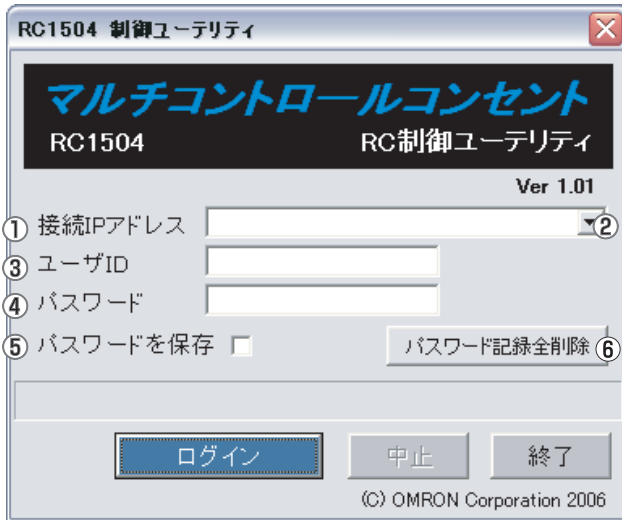 RC1504 制御ユーテリティ
マルチコントロールコンセント
RC1504 RC制御ユーテリティ
Ver 1.01
① 接続IPアドレス ②
③ ユーザID
④ パスワード
⑤ パスワードを保存 パスワード記録全削除 ⑥
ログイン 中止 終了
(C) OMRON Corporation 2006